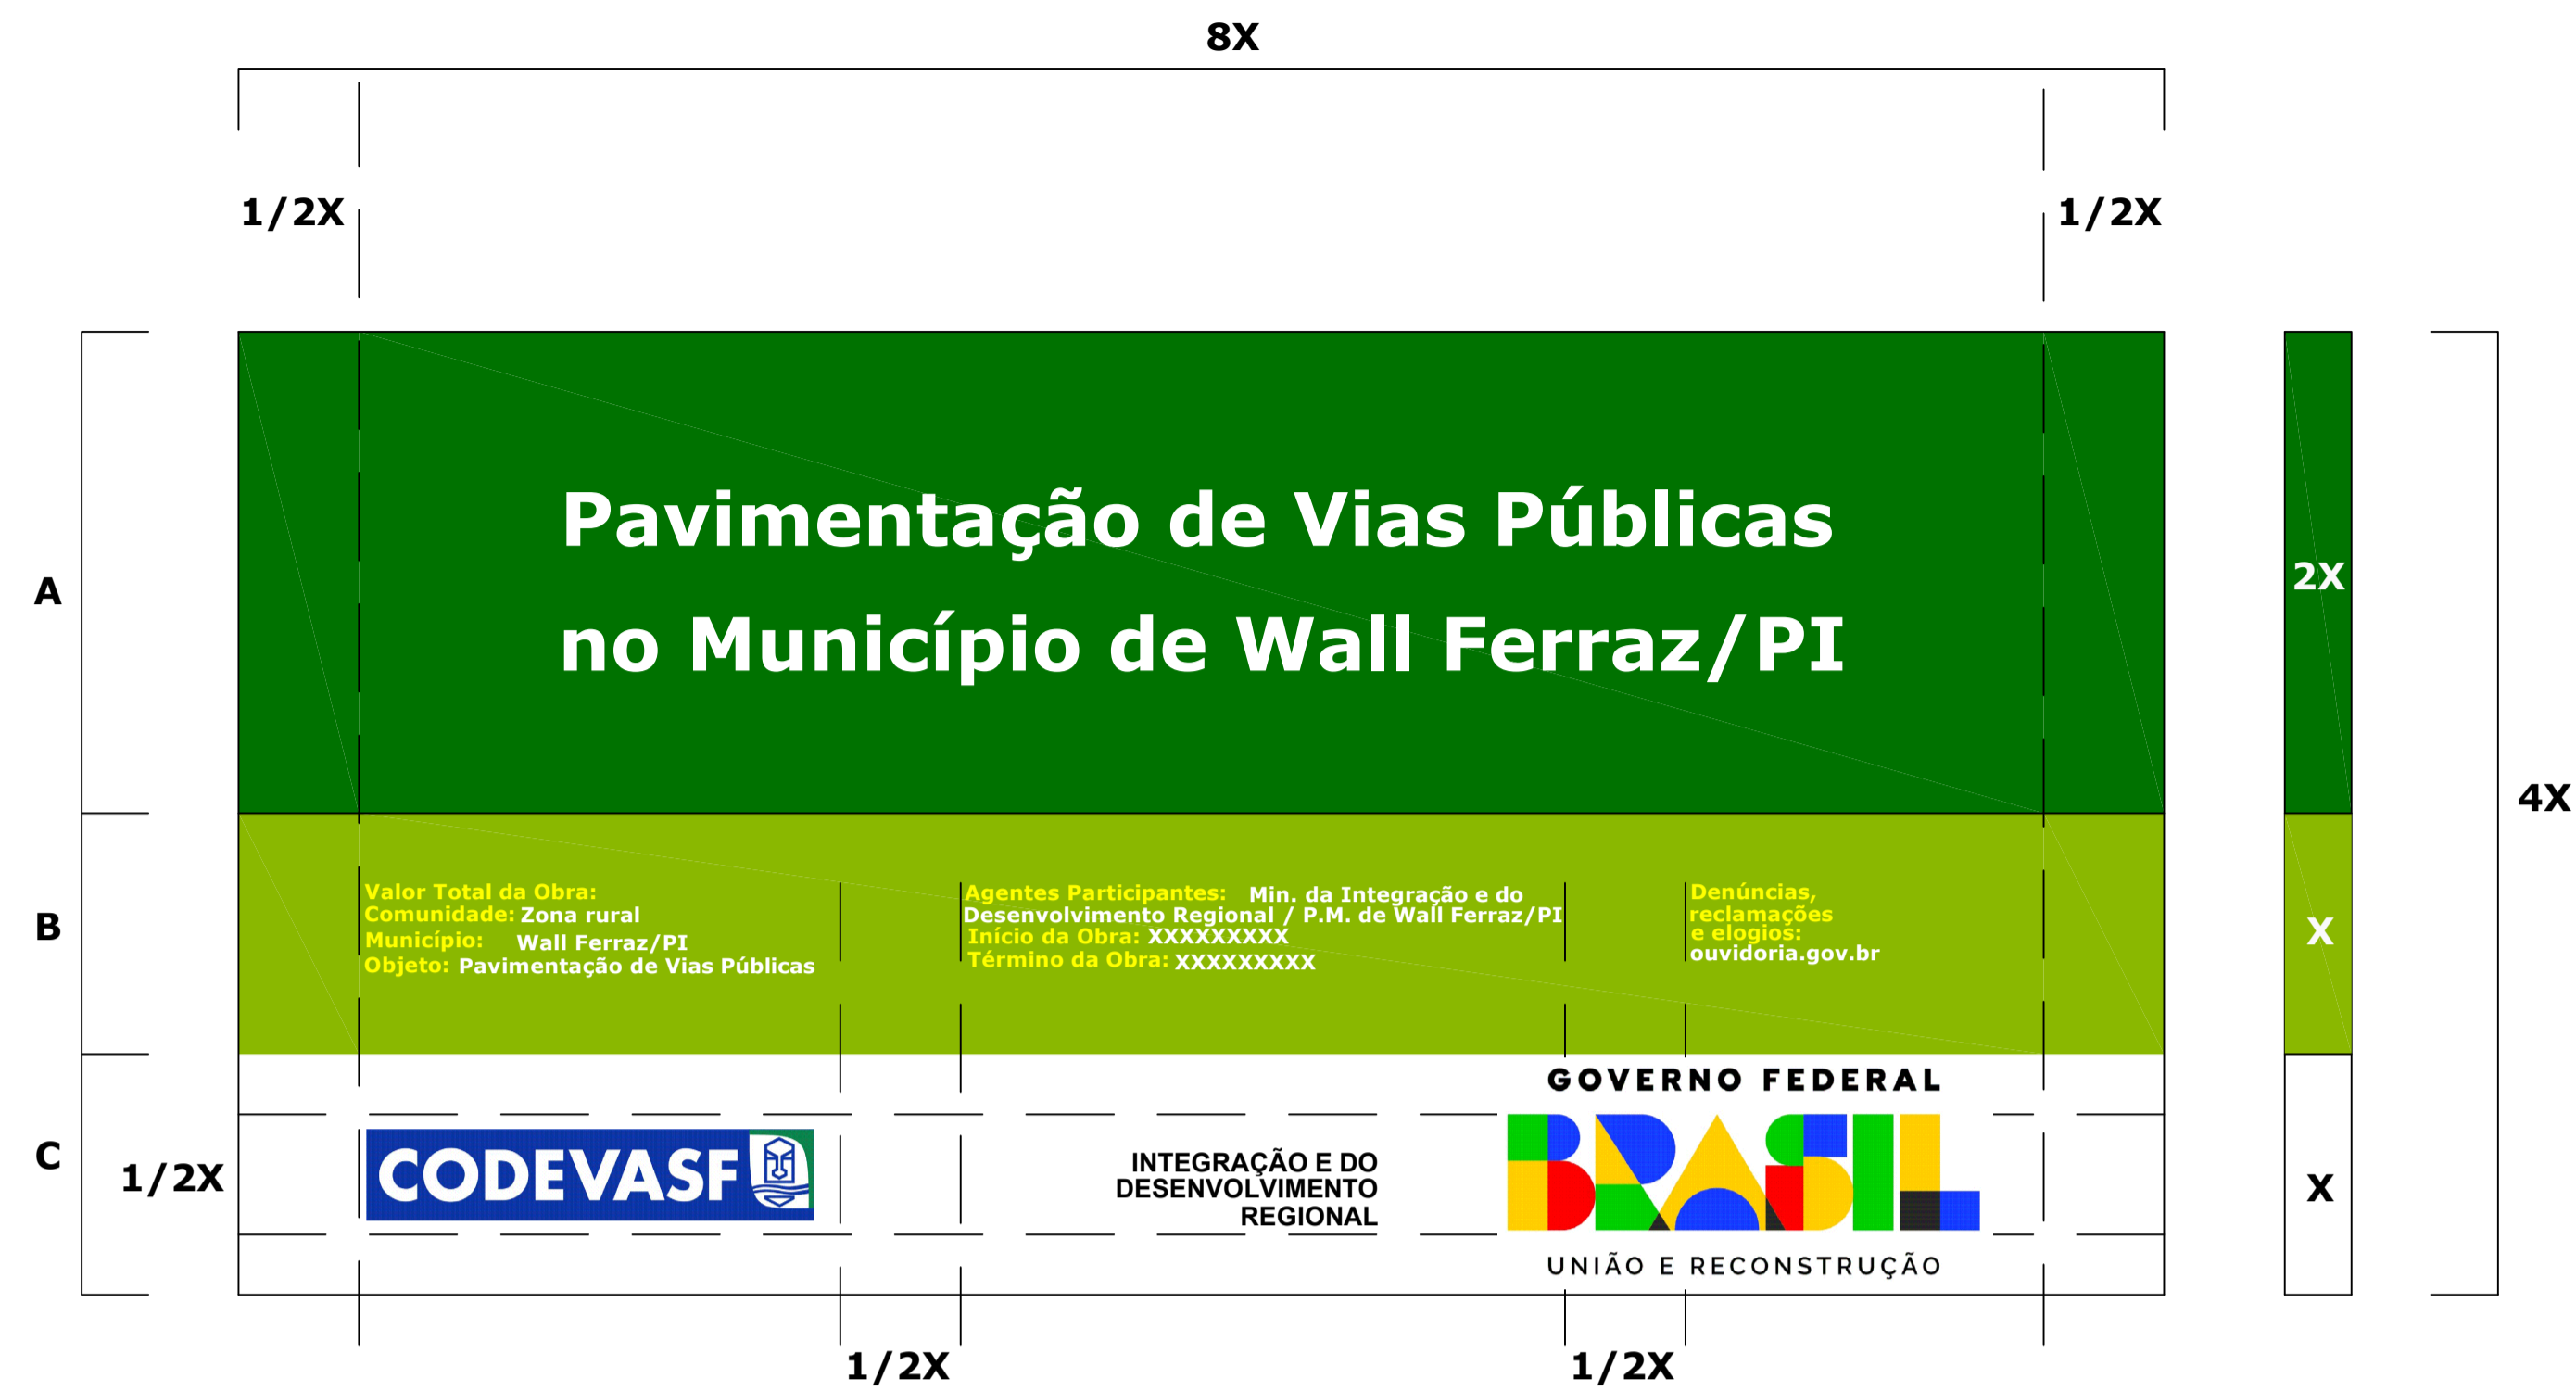 8X
1/2X
1/2X
A
Pavimentação de Vias Públicas
no Município de Wall Ferraz/PI
2X
4X
B
Valor Total da Obra:
Comunidade: Zona rural
Município: Wall Ferraz/PI
Objeto: Pavimentação de Vias Públicas
Agentes Participantes: Min. da Integração e do
Desenvolvimento Regional / P.M. de Wall Ferraz/PI
Início da Obra: XXXXXXXXX
Término da Obra: XXXXXXXXX
Denúncias,
reclamações
e elogios:
ouvidoria.gov.br
X
C
1/2X
CODEVASF
INTEGRAÇÃO E DO
DESENVOLVIMENTO
REGIONAL
GOVERNO FEDERAL
BRASIL
UNIÃO E RECONSTRUÇÃO
X
1/2X
1/2X